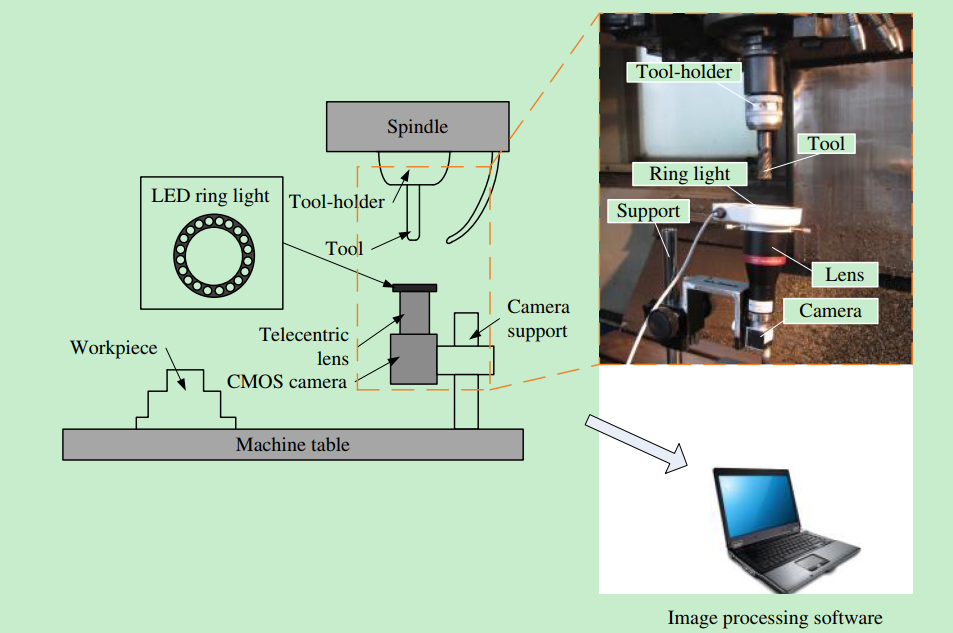 Spindle
LED ring light
Tool-holder
Tool
Telecentric
lens
CMOS camera
Camera
support
Workpiece
Machine table
Tool-holder
Tool
Ring light
Support
Lens
Camera
Image processing software